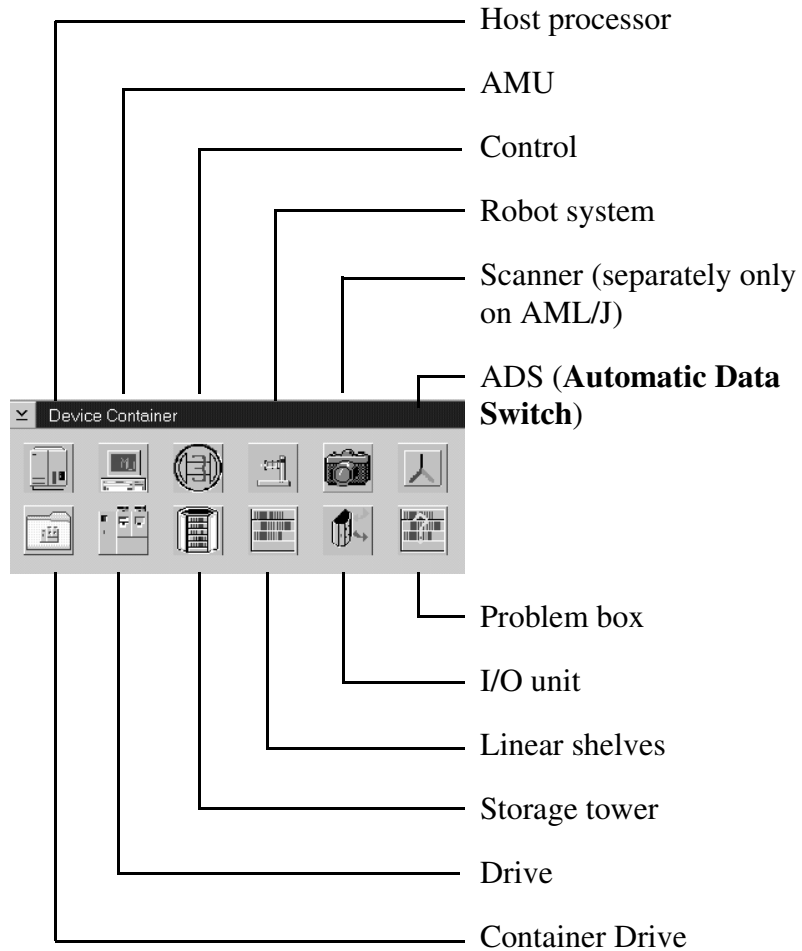 Host processor
AMU
Control
Robot system
Scanner (separately only
on AML/J)
ADS (Automatic Data
Switch)
Device Container
Problem box
I/O unit
Linear shelves
Storage tower
Drive
Container Drive